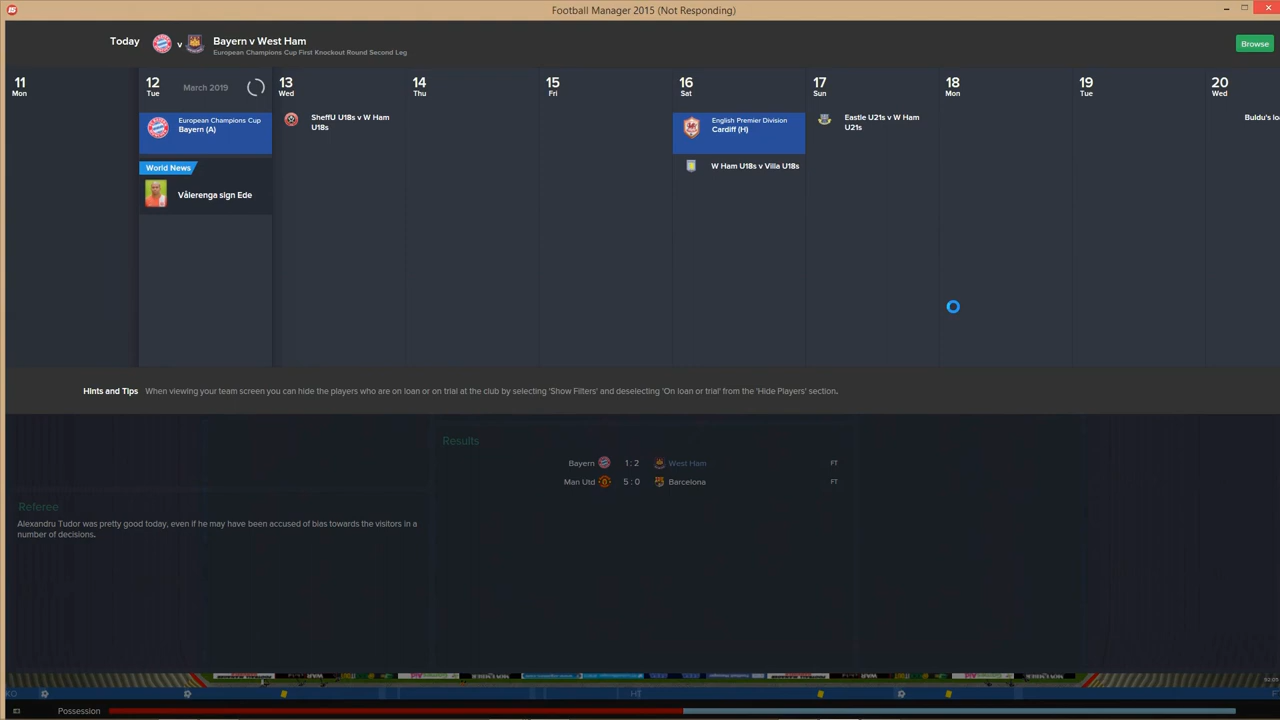 Football Manager 2015 (Not Responding)
Today
v
Bayern v West Ham
European Champions Cup First Knockout Round Second Leg
Browse
11
Mon
12
Tue
March 2019
13
Wed
14
Thu
15
Fri
16
Sat
17
Sun
18
Mon
19
Tue
20
Wed
European Champions Cup
Bayern (A)
World News
Vålerenga sign Ede
SheffU U18s v W Ham
U18s
English Premier Division
Cardiff (H)
W Ham U18s v Villa U18s
Eastle U21s v W Ham
U21s
Buldu's lo
Hints and Tips When viewing your team screen you can hide the players who are on loan or on trial at the club by selecting 'Show Filters' and deselecting 'On loan or trial' from the 'Hide Players' section.
Results
Bayern 1 : 2 West Ham FT
Man Utd 5 : 0 Barcelona FT
Referee
Alexandru Tudor was pretty good today, even if he may have been accused of bias towards the visitors in a
number of decisions.
KO
HT
Possession